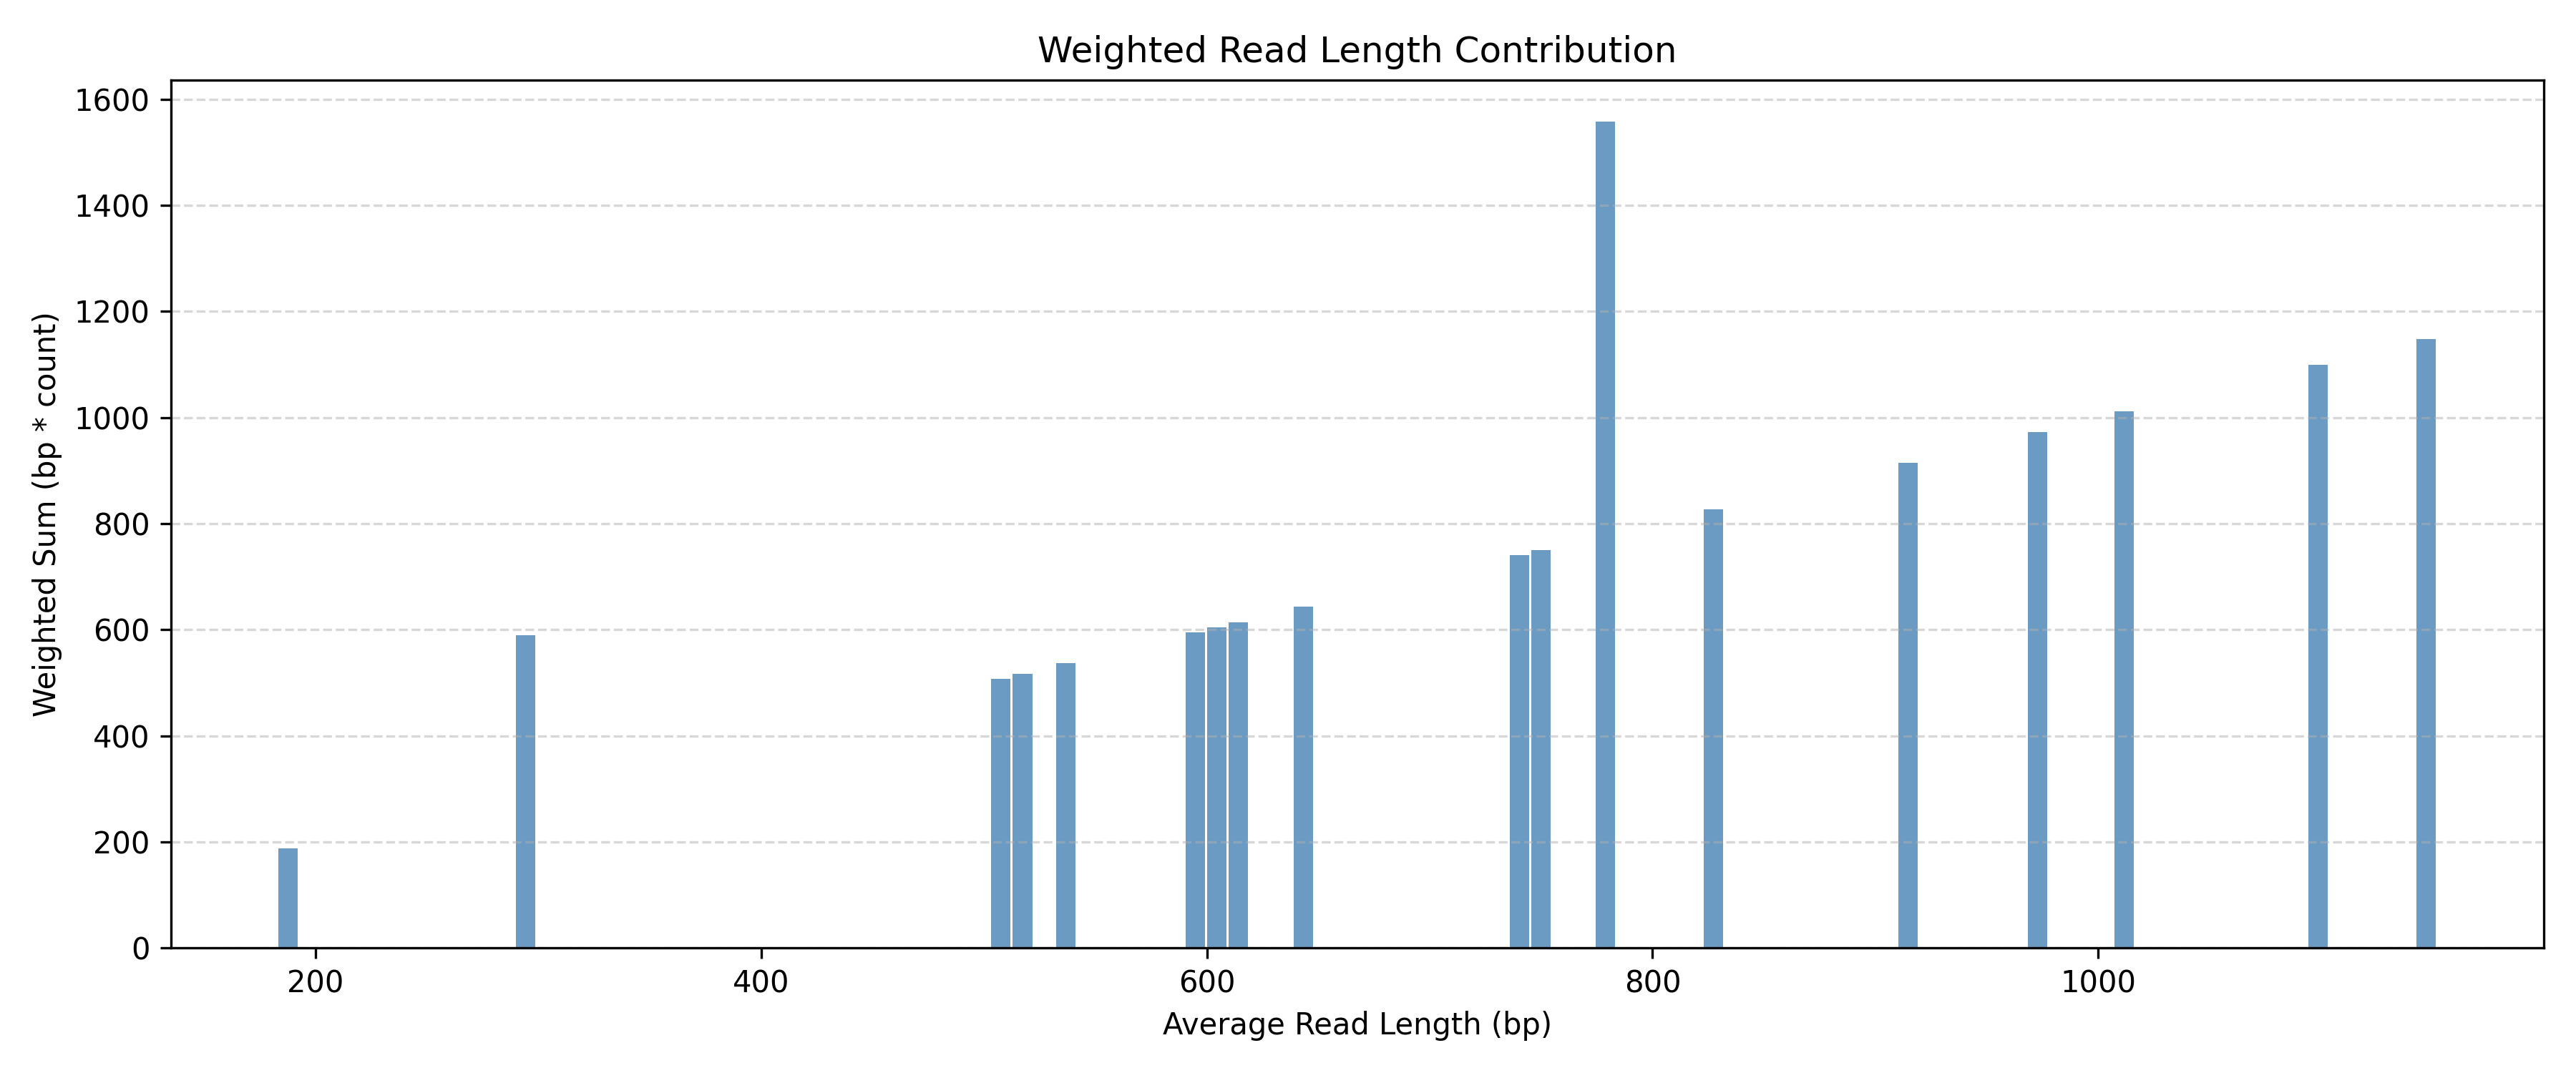 Weighted Read Length Contribution
Weighted Sum (bp * count)
1600
1400
1200
1000
800
600
400
200
0
200 400 600 800 1000
Average Read Length (bp)